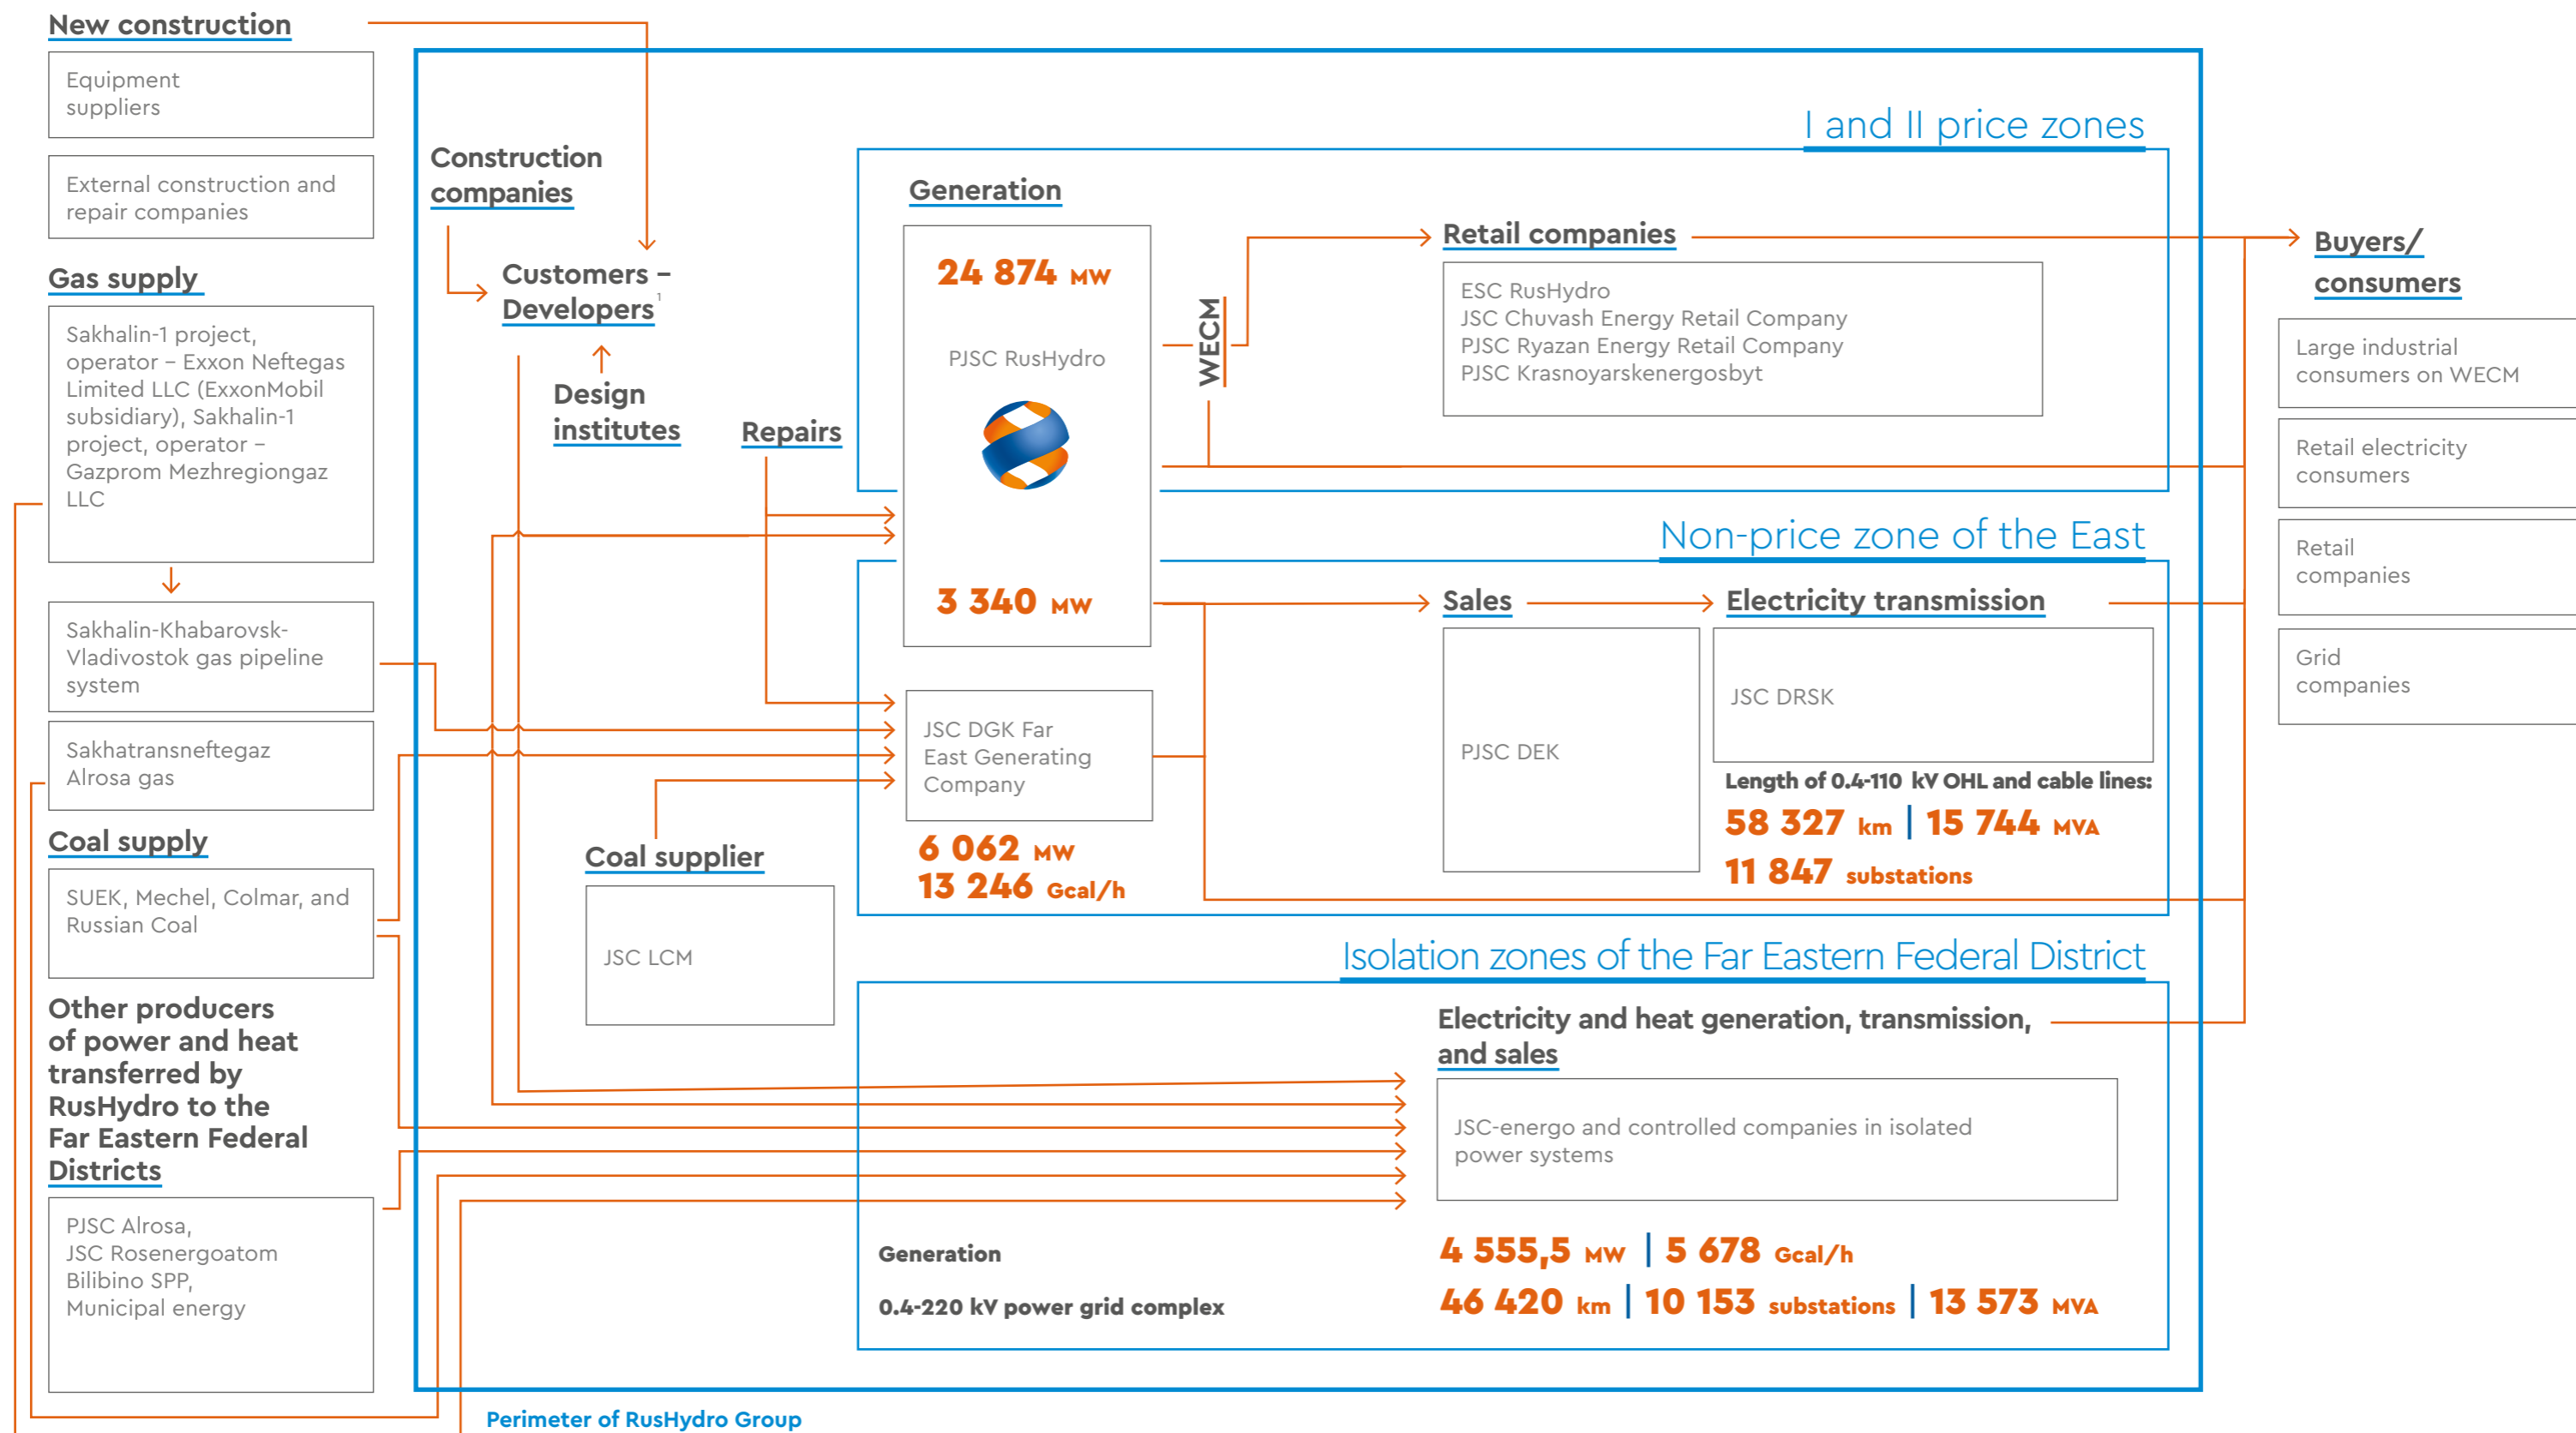 New construction
Equipment
suppliers
External construction and
repair companies
Gas supply
Sakhalin-1 project,
operator – Exxon Neftegas
Limited LLC (ExxonMobil
subsidiary), Sakhalin-1
project, operator –
Gazprom Mezhregiongaz
LLC
Sakhalin-Khabarovsk-
Vladivostok gas pipeline
system
Sakhatransneftegaz
Alrosa gas
Coal supply
SUEK, Mechel, Colmar, and
Russian Coal
Other producers
of power and heat
transferred by
RusHydro to the
Far Eastern Federal
Districts
PJSC Alrosa,
JSC Rosenergoatom
Bilibino SPP,
Municipal energy
Construction
companies
Customers –
Developers¹
Design
institutes
Repairs
Coal supplier
JSC LCM
I and II price zones
Generation
24 874 MW
PJSC RusHydro
3 340 MW
WECM
Retail companies
ESC RusHydro
JSC Chuvash Energy Retail Company
PJSC Ryazan Energy Retail Company
PJSC Krasnoyarskenergosbyt
Non-price zone of the East
JSC DGK Far
East Generating
Company
6 062 MW
13 246 Gcal/h
Sales
PJSC DEK
Electricity transmission
JSC DRSK
Length of 0.4-110 kV OHL and cable lines:
58 327 km | 15 744 MVA
11 847 substations
Isolation zones of the Far Eastern Federal District
Electricity and heat generation, transmission,
and sales
JSC-energo and controlled companies in isolated
power systems
Generation
4 555,5 MW | 5 678 Gcal/h
0.4-220 kV power grid complex
46 420 km | 10 153 substations | 13 573 MVA
Buyers/
consumers
Large industrial
consumers on WECM
Retail electricity
consumers
Retail
companies
Grid
companies
Perimeter of RusHydro Group